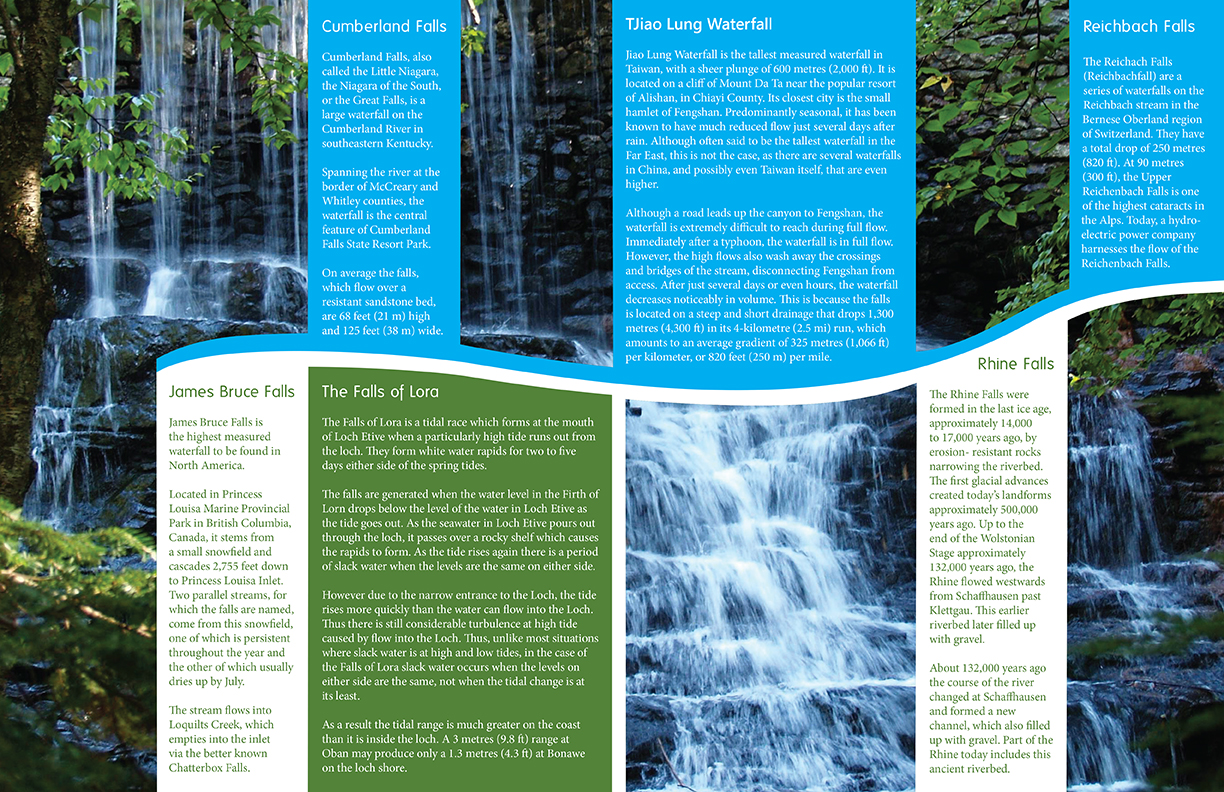 Cumberland Falls
Cumberland Falls, also
called the Little Niagara,
the Niagara of the South,
or the Great Falls, is a
large waterfall on the
Cumberland River in
southeastern Kentucky.
Spanning the river at the
border of McCreary and
Whitley counties, the
waterfall is the central
feature of Cumberland
Falls State Resort Park.
On average the falls,
which flow over a
resistant sandstone bed,
are 68 feet (21 m) high
and 125 feet (38 m) wide.
TJiao Lung Waterfall
Jiao Lung Waterfall is the tallest measured waterfall in
Taiwan, with a sheer plunge of 600 metres (2,000 ft). It is
located on a cliff of Mount Da Ta near the popular resort
of Alishan, in Chiayi County. Its closest city is the small
hamlet of Fengshan. Predominantly seasonal, it has been
known to have much reduced flow just several days after
rain. Although often said to be the tallest waterfall in the
Far East, this is not the case, as there are several waterfalls
in China, and possibly even Taiwan itself, that are even
higher.
Although a road leads up the canyon to Fengshan, the
waterfall is extremely difficult to reach during full flow.
Immediately after a typhoon, the waterfall is in full flow.
However, the high flows also wash away the crossings
and bridges of the stream, disconnecting Fengshan from
access. After just several days or even hours, the waterfall
decreases noticeably in volume. This is because the falls
is located on a steep and short drainage that drops 1,300
metres (4,300 ft) in its 4-kilometre (2.5 mi) run, which
amounts to an average gradient of 325 metres (1,066 ft)
per kilometer, or 820 feet (250 m) per mile.
Reichbach Falls
The Reichach Falls
(Reichbachfall) are a
series of waterfalls on the
Reichbach stream in the
Bernese Oberland region
of Switzerland. They have
a total drop of 250 metres
(820 ft). At 90 metres
(300 ft), the Upper
Reichenbach Falls is one
of the highest cataracts in
the Alps. Today, a hydro-
electric power company
harnesses the flow of the
Reichenbach Falls.
James Bruce Falls
James Bruce Falls is
the highest measured
waterfall to be found in
North America.
Located in Princess
Louisa Marine Provincial
Park in British Columbia,
Canada, it stems from
a small snowfield and
cascades 2,755 feet down
to Princess Louisa Inlet.
Two parallel streams, for
which the falls are named,
come from this snowfield,
one of which is persistent
throughout the year and
the other of which usually
dries up by July.
The stream flows into
Loquilts Creek, which
empties into the inlet
via the better known
Chatterbox Falls.
The Falls of Lora
The Falls of Lora is a tidal race which forms at the mouth
of Loch Etive when a particularly high tide runs out from
the loch. They form white water rapids for two to five
days either side of the spring tides.
The falls are generated when the water level in the Firth of
Lorn drops below the level of the water in Loch Etive as
the tide goes out. As the seawater in Loch Etive pours out
through the loch, it passes over a rocky shelf which causes
the rapids to form. As the tide rises again there is a period
of slack water when the levels are the same on either side.
However due to the narrow entrance to the Loch, the tide
rises more quickly than the water can flow into the Loch.
Thus there is still considerable turbulence at high tide
caused by flow into the Loch. Thus, unlike most situations
where slack water is at high and low tides, in the case of
the Falls of Lora slack water occurs when the levels on
either side are the same, not when the tidal change is at
its least.
As a result the tidal range is much greater on the coast
than it is inside the loch. A 3 metres (9.8 ft) range at
Oban may produce only a 1.3 metres (4.3 ft) at Bonawe
on the loch shore.
Rhine Falls
The Rhine Falls were
formed in the last ice age,
approximately 14,000
to 17,000 years ago, by
erosion- resistant rocks
narrowing the riverbed.
The first glacial advances
created today's landforms
approximately 500,000
years ago. Up to the
end of the Wolstonian
Stage approximately
132,000 years ago, the
Rhine flowed westwards
from Schaffhausen past
Klettgau. This earlier
riverbed later filled up
with gravel.
About 132,000 years ago
the course of the river
changed at Schaffhausen
and formed a new
channel, which also filled
up with gravel. Part of the
Rhine today includes this
ancient riverbed.